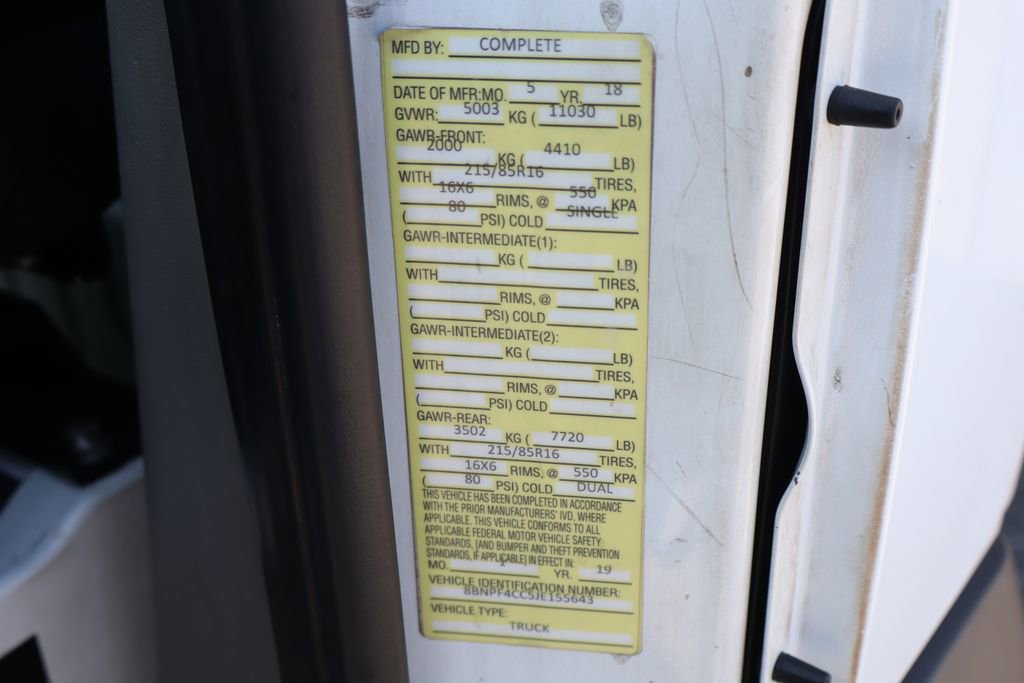 MFD BY: COMPLETE
DATE OF MFR:MO. 5 YR. 18
GVWR: 5003 KG ( 11030 LB)
GAWR-FRONT:
2000 KG ( 4410 LB)
WITH 215/85R16 TIRES,
16X6 RIMS, @ 550 KPA
( 80 PSI) COLD SINGLE
GAWR-INTERMEDIATE(1):
KG ( LB)
WITH TIRES,
RIMS, @ KPA
( PSI) COLD
GAWR-INTERMEDIATE(2):
KG ( LB)
WITH TIRES,
RIMS, @ KPA
( PSI) COLD
GAWR-REAR:
3502 KG ( 7720 LB)
WITH 215/85R16 TIRES,
16X6 RIMS, @ 550 KPA
( 80 PSI) COLD DUAL
THIS VEHICLE HAS BEEN COMPLETED IN ACCORDANCE
WITH THE PRIOR MANUFACTURERS' IVD, WHERE
APPLICABLE. THIS VEHICLE CONFORMS TO ALL
APPLICABLE FEDERAL MOTOR VEHICLE SAFETY
STANDARDS, [AND BUMPER AND THEFT PREVENTION
STANDARDS, IF APPLICABLE] IN EFFECT IN:
MO. 1 YR. 19
VEHICLE IDENTIFICATION NUMBER:
8BNPF4CC5JE155643
VEHICLE TYPE:
TRUCK